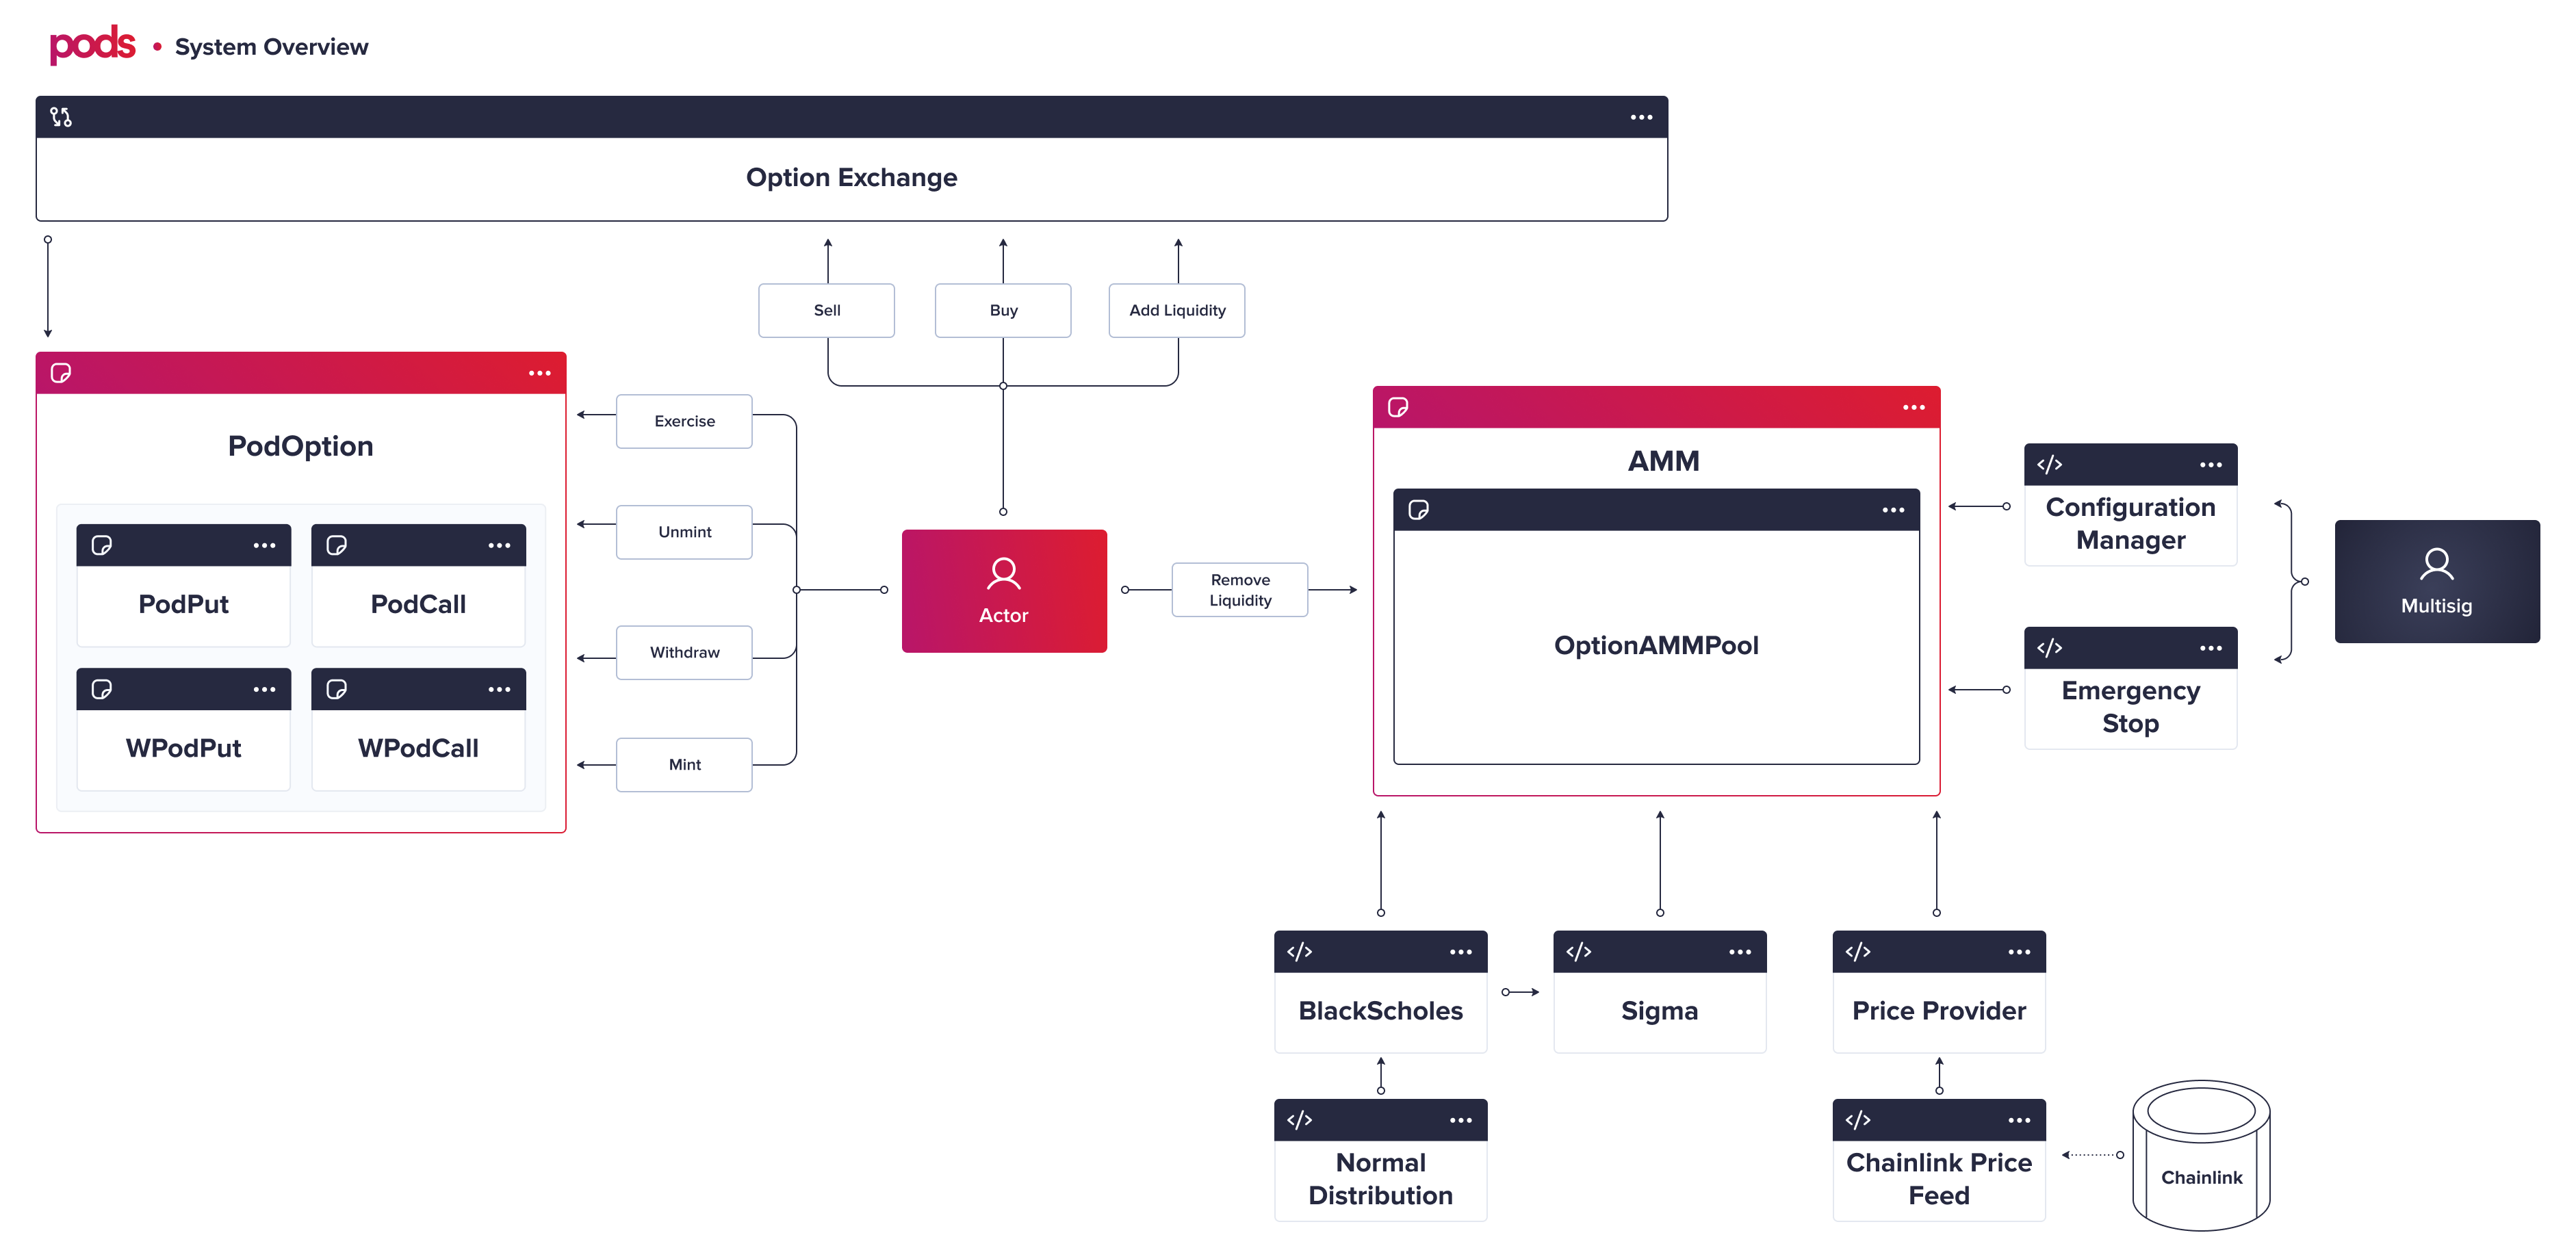 pods • System Overview
Option Exchange
Sell
Buy
Add Liquidity
PodOption
PodPut
PodCall
WPodPut
WPodCall
Exercise
Unmint
Withdraw
Mint
Actor
Remove
Liquidity
AMM
OptionAMMPool
Configuration
Manager
Emergency
Stop
Multisig
BlackScholes
Sigma
Price Provider
Normal
Distribution
Chainlink Price
Feed
Chainlink